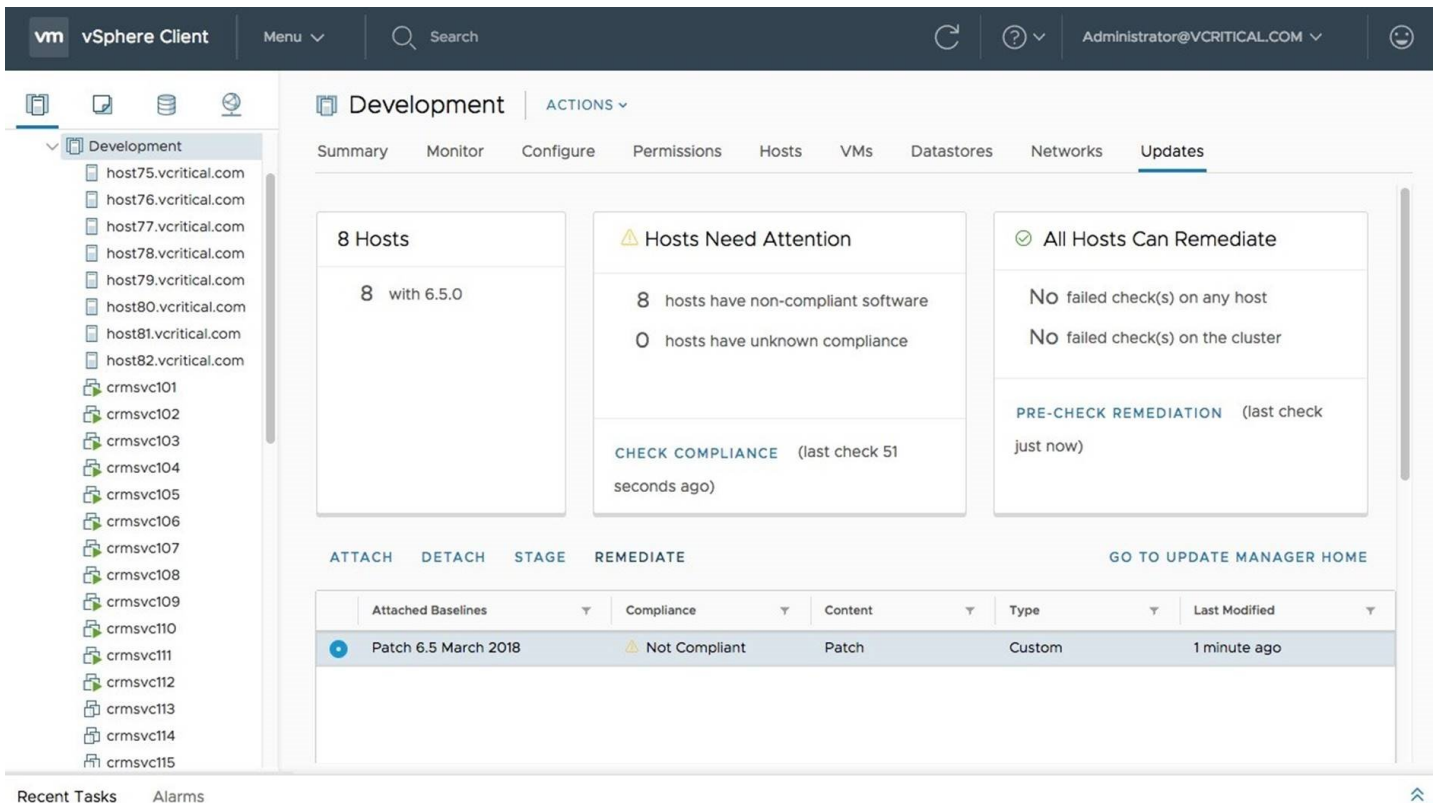 vm vSphere Client Menu Search Administrator@VCRITICAL.COM
Development
host75.vcritical.com
host76.vcritical.com
host77.vcritical.com
host78.vcritical.com
host79.vcritical.com
host80.vcritical.com
host81.vcritical.com
host82.vcritical.com
crmsvc101
crmsvc102
crmsvc103
crmsvc104
crmsvc105
crmsvc106
crmsvc107
crmsvc108
crmsvc109
crmsvc110
crmsvc111
crmsvc112
crmsvc113
crmsvc114
crmsvc115
Development ACTIONS
Summary Monitor Configure Permissions Hosts VMs Datastores Networks Updates
8 Hosts
8 with 6.5.0
Hosts Need Attention
8 hosts have non-compliant software
0 hosts have unknown compliance
CHECK COMPLIANCE (last check 51
seconds ago)
All Hosts Can Remediate
No failed check(s) on any host
No failed check(s) on the cluster
PRE-CHECK REMEDIATION (last check
just now)
ATTACH DETACH STAGE REMEDIATE GO TO UPDATE MANAGER HOME
Attached Baselines Compliance Content Type Last Modified
Patch 6.5 March 2018 Not Compliant Patch Custom 1 minute ago
Recent Tasks Alarms